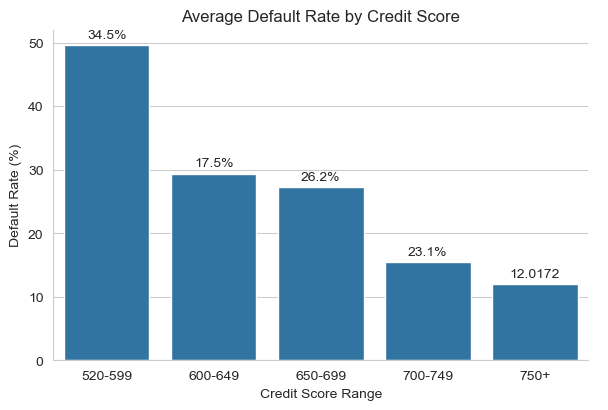 Average Default Rate by Credit Score
34.5%
17.5%
26.2%
23.1%
12.0172
50
40
30
20
10
0
Default Rate (%)
520-599 600-649 650-699 700-749 750+
Credit Score Range